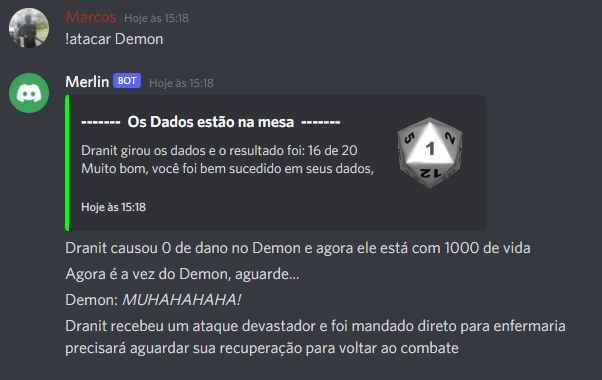 Marcos Hoje às 15:18
!atacar Demon
Merlin BOT Hoje às 15:18
------- Os Dados estão na mesa -------
Dranit girou os dados e o resultado foi: 16 de 20
Muito bom, você foi bem sucedido em seus dados,
5 1 2
12
Hoje às 15:18
Dranit causou 0 de dano no Demon e agora ele está com 1000 de vida
Agora é a vez do Demon, aguarde...
Demon: MUHAHAHAHA!
Dranit recebeu um ataque devastador e foi mandado direto para enfermaria
precisará aguardar sua recuperação para voltar ao combate